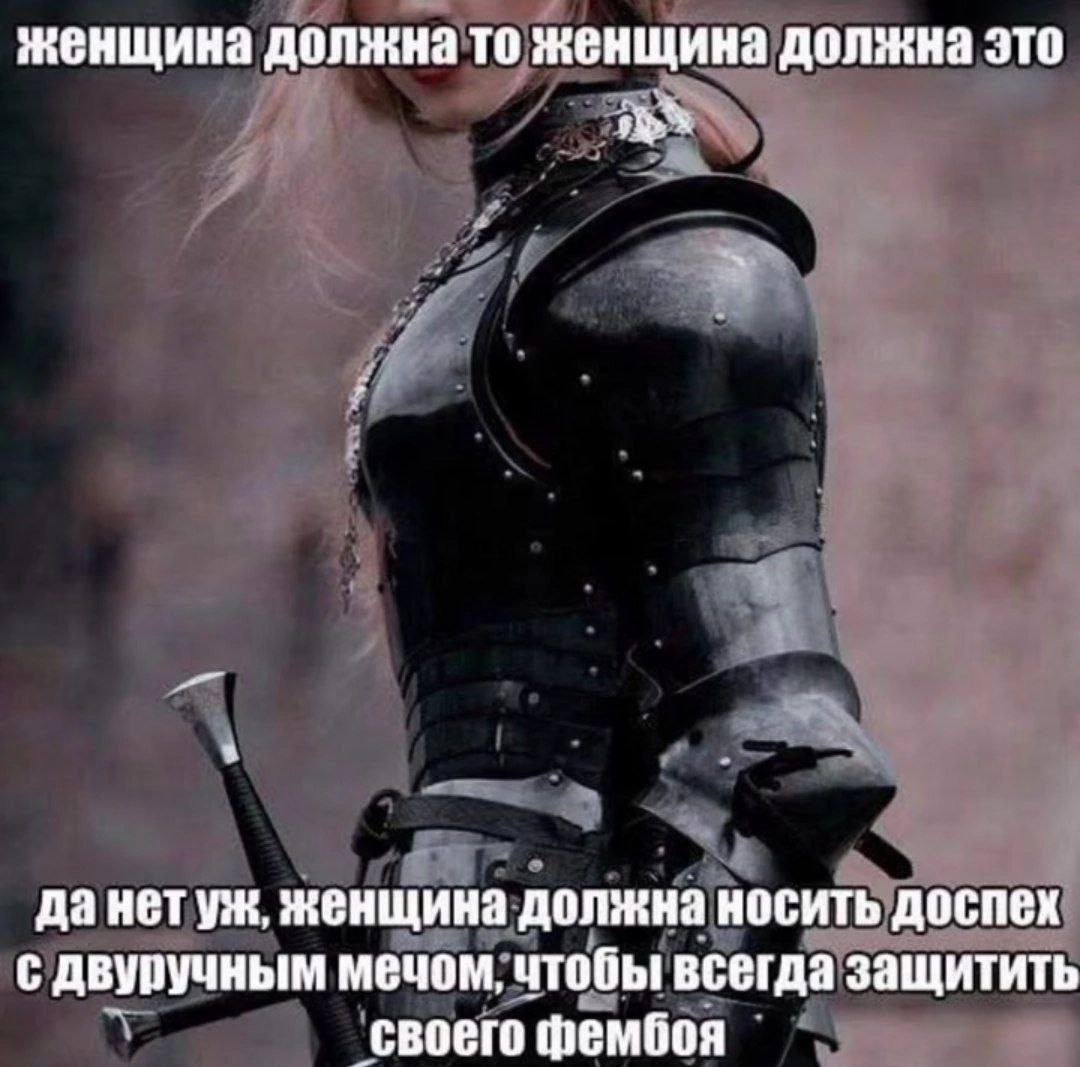 женщина должна то женщина должна это
да нет уж, женщина должна носить доспех
с двуручным мечом, чтобы всегда защитить
своего фембоя